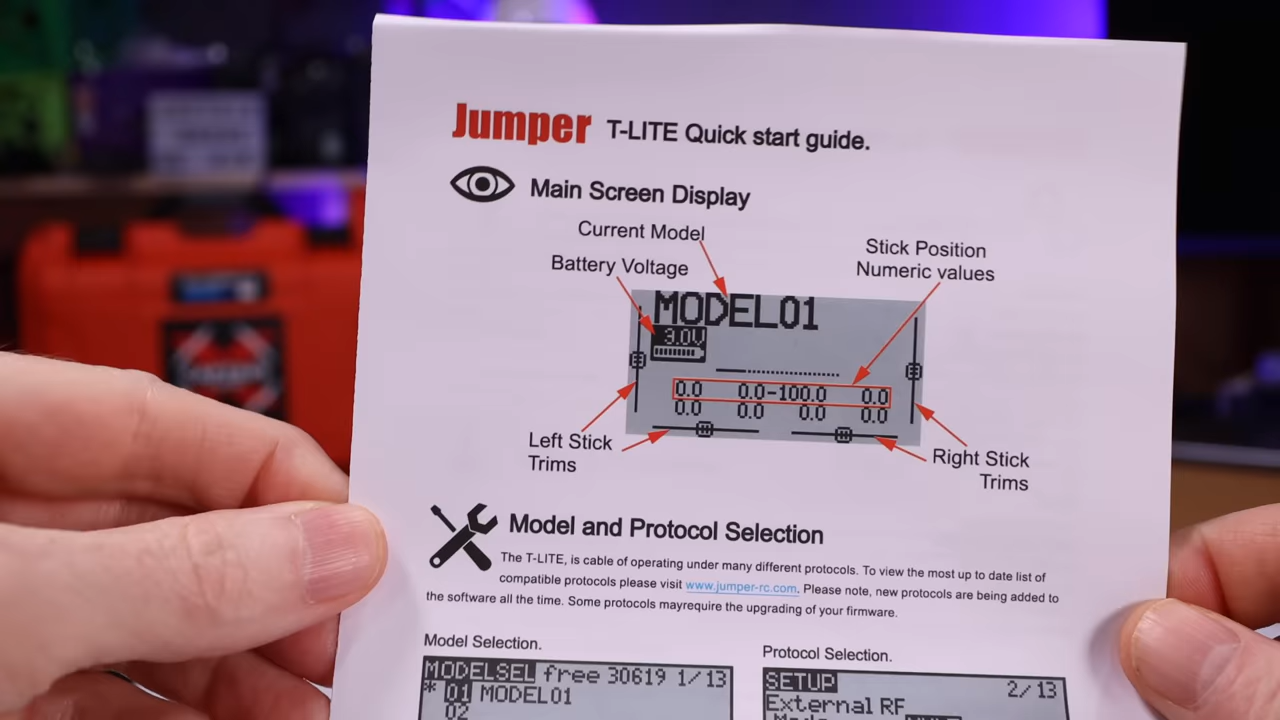 Jumper T-LITE Quick start guide.
Main Screen Display
Current Model
Battery Voltage
Stick Position
Numeric values
MODEL01
3.0V
0.0 0.0-100.0 0.0
0.0 0.0 0.0 0.0
Left Stick
Trims
Right Stick
Trims
Model and Protocol Selection
The T-LITE, is cable of operating under many different protocols. To view the most up to date list of
compatible protocols please visit www.jumper-rc.com. Please note, new protocols are being added to
the software all the time. Some protocols mayrequire the upgrading of your firmware.
Model Selection.
MODELSEL free 30619 1/13
* 01 MODEL01
02
Protocol Selection.
SETUP 2/13
External RF